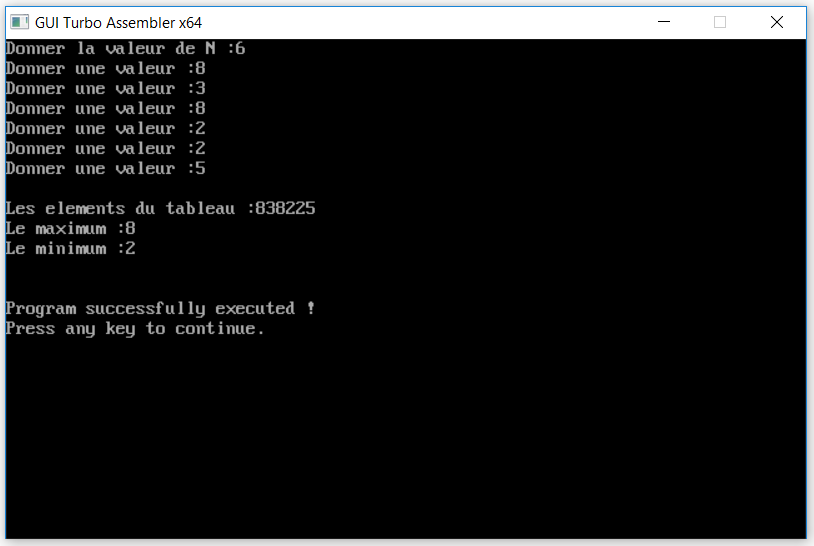 GUI Turbo Assembler x64
Donner la valeur de N :6
Donner une valeur :8
Donner une valeur :3
Donner une valeur :8
Donner une valeur :2
Donner une valeur :2
Donner une valeur :5
Les elements du tableau :838225
Le maximum :8
Le minimum :2
Program successfully executed !
Press any key to continue.